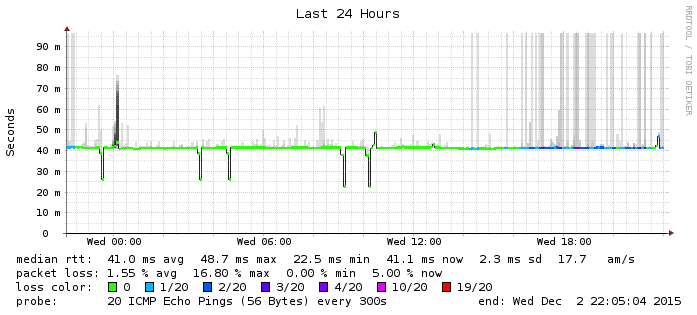 Last 24 Hours
RRDTOOL / TOBI OETIKER
Seconds
90 m
80 m
70 m
60 m
50 m
40 m
30 m
20 m
10 m
0
Wed 00:00 Wed 06:00 Wed 12:00 Wed 18:00
median rtt: 41.0 ms avg 48.7 ms max 22.5 ms min 41.1 ms now 2.3 ms sd 17.7 am/s
packet loss: 1.55 % avg 16.80 % max 0.00 % min 5.00 % now
loss color: 0 1/20 2/20 3/20 4/20 10/20 19/20
probe: 20 ICMP Echo Pings (56 Bytes) every 300s end: Wed Dec 2 22:05:04 2015